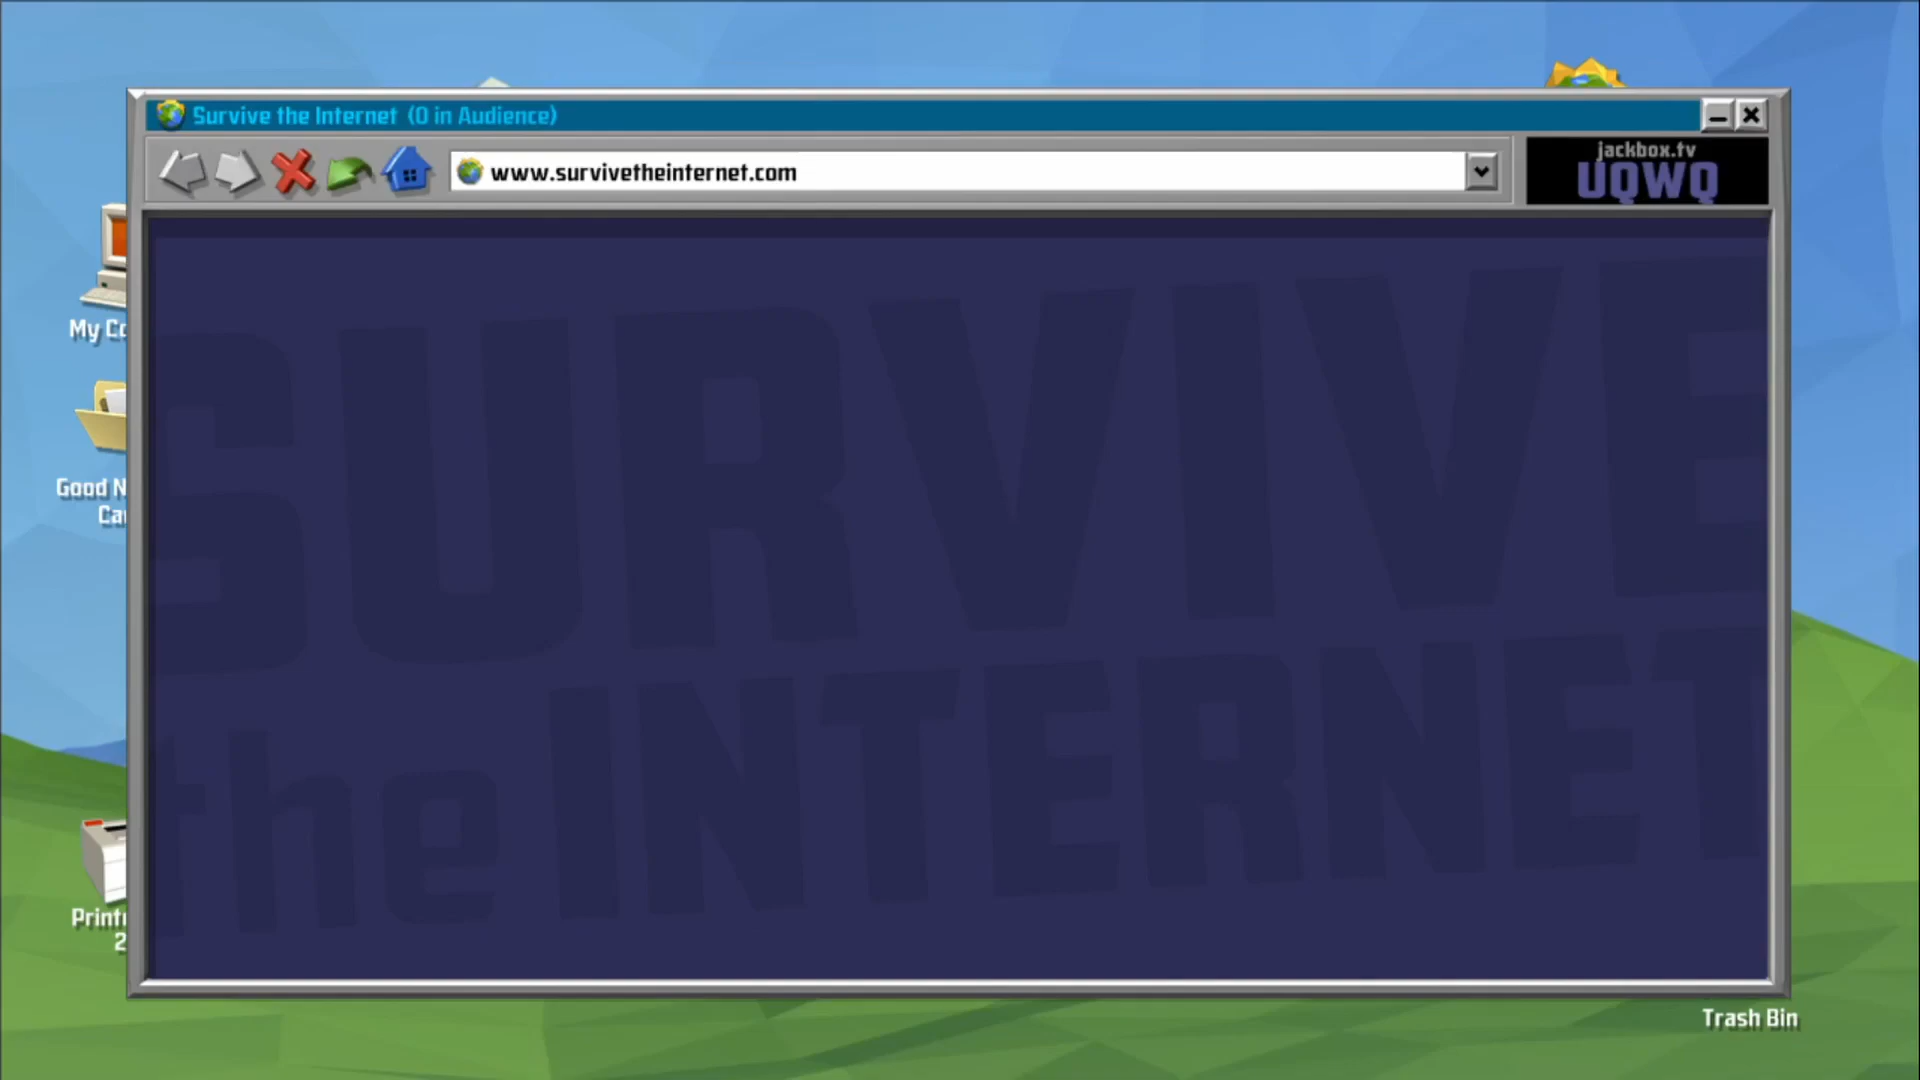 Survive the Internet (0 in Audience)
www.survivetheinternet.com
jackbox.tv
UQWQ
My Co
Good N
Ca
SURVIVE
the INTERNET
Print
2
Trash Bin